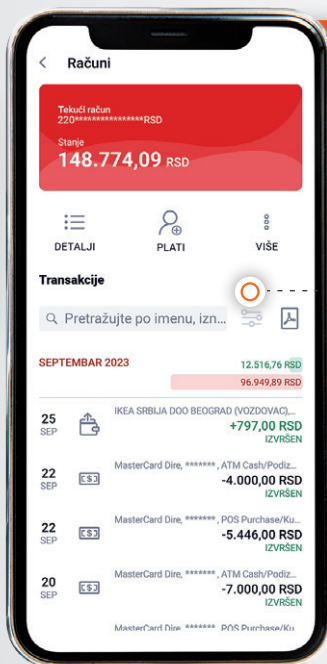 Računi
Tekući račun
220****************RSD
Stanje
148.774,09 RSD
DETALJI
PLATI
VIŠE
Transakcije
Pretražujte po imenu, izn...
SEPTEMBAR 2023
12.516,76 RSD
96.949,89 RSD
25 SEP
IKEA SRBIJA DOO BEOGRAD (VOZDOVAC),...
+797,00 RSD
IZVRŠEN
22 SEP
MasterCard Dire, *******, ATM Cash/Podiz...
-4.000,00 RSD
IZVRŠEN
22 SEP
MasterCard Dire, *******, POS Purchase/Ku...
-5.446,00 RSD
IZVRŠEN
20 SEP
MasterCard Dire, *******, ATM Cash/Podiz...
-7.000,00 RSD
IZVRŠEN
MasterCard Dire, *******, POS Purchase/Ku